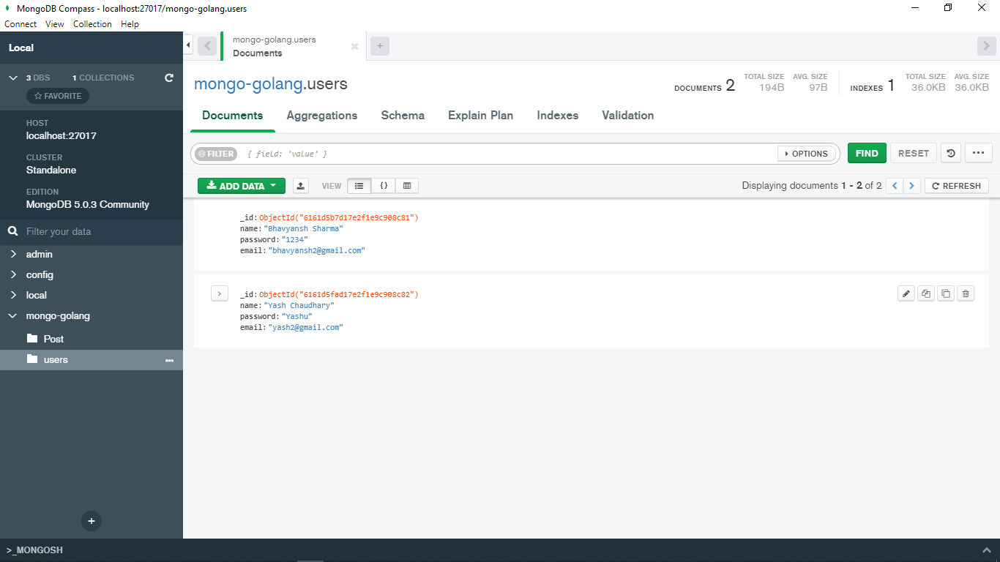 MongoDB Compass - localhost:27017/mongo-golang.users
Connect View Collection Help
Local
3 DBS 1 COLLECTIONS
FAVORITE
HOST
localhost:27017
CLUSTER
Standalone
EDITION
MongoDB 5.0.3 Community
Filter your data
admin
config
local
mongo-golang
Post
users
>_MONGOSH
mongo-golang.users
Documents
mongo-golang.users
DOCUMENTS 2 TOTAL SIZE 194B AVG. SIZE 97B INDEXES 1 TOTAL SIZE 36.0KB AVG. SIZE 36.0KB
Documents Aggregations Schema Explain Plan Indexes Validation
FILTER { field: 'value' } OPTIONS FIND RESET
ADD DATA VIEW {} Displaying documents 1 - 2 of 2 REFRESH
_id: ObjectId("6161d5b7d17e2f1e9c908c81")
name: "Bhavyansh Sharma"
password: "1234"
email: "bhavyansh2@gmail.com"
_id: ObjectId("6161d5fad17e2f1e9c908c82")
name: "Yash Chaudhary"
password: "Yashu"
email: "yash2@gmail.com"